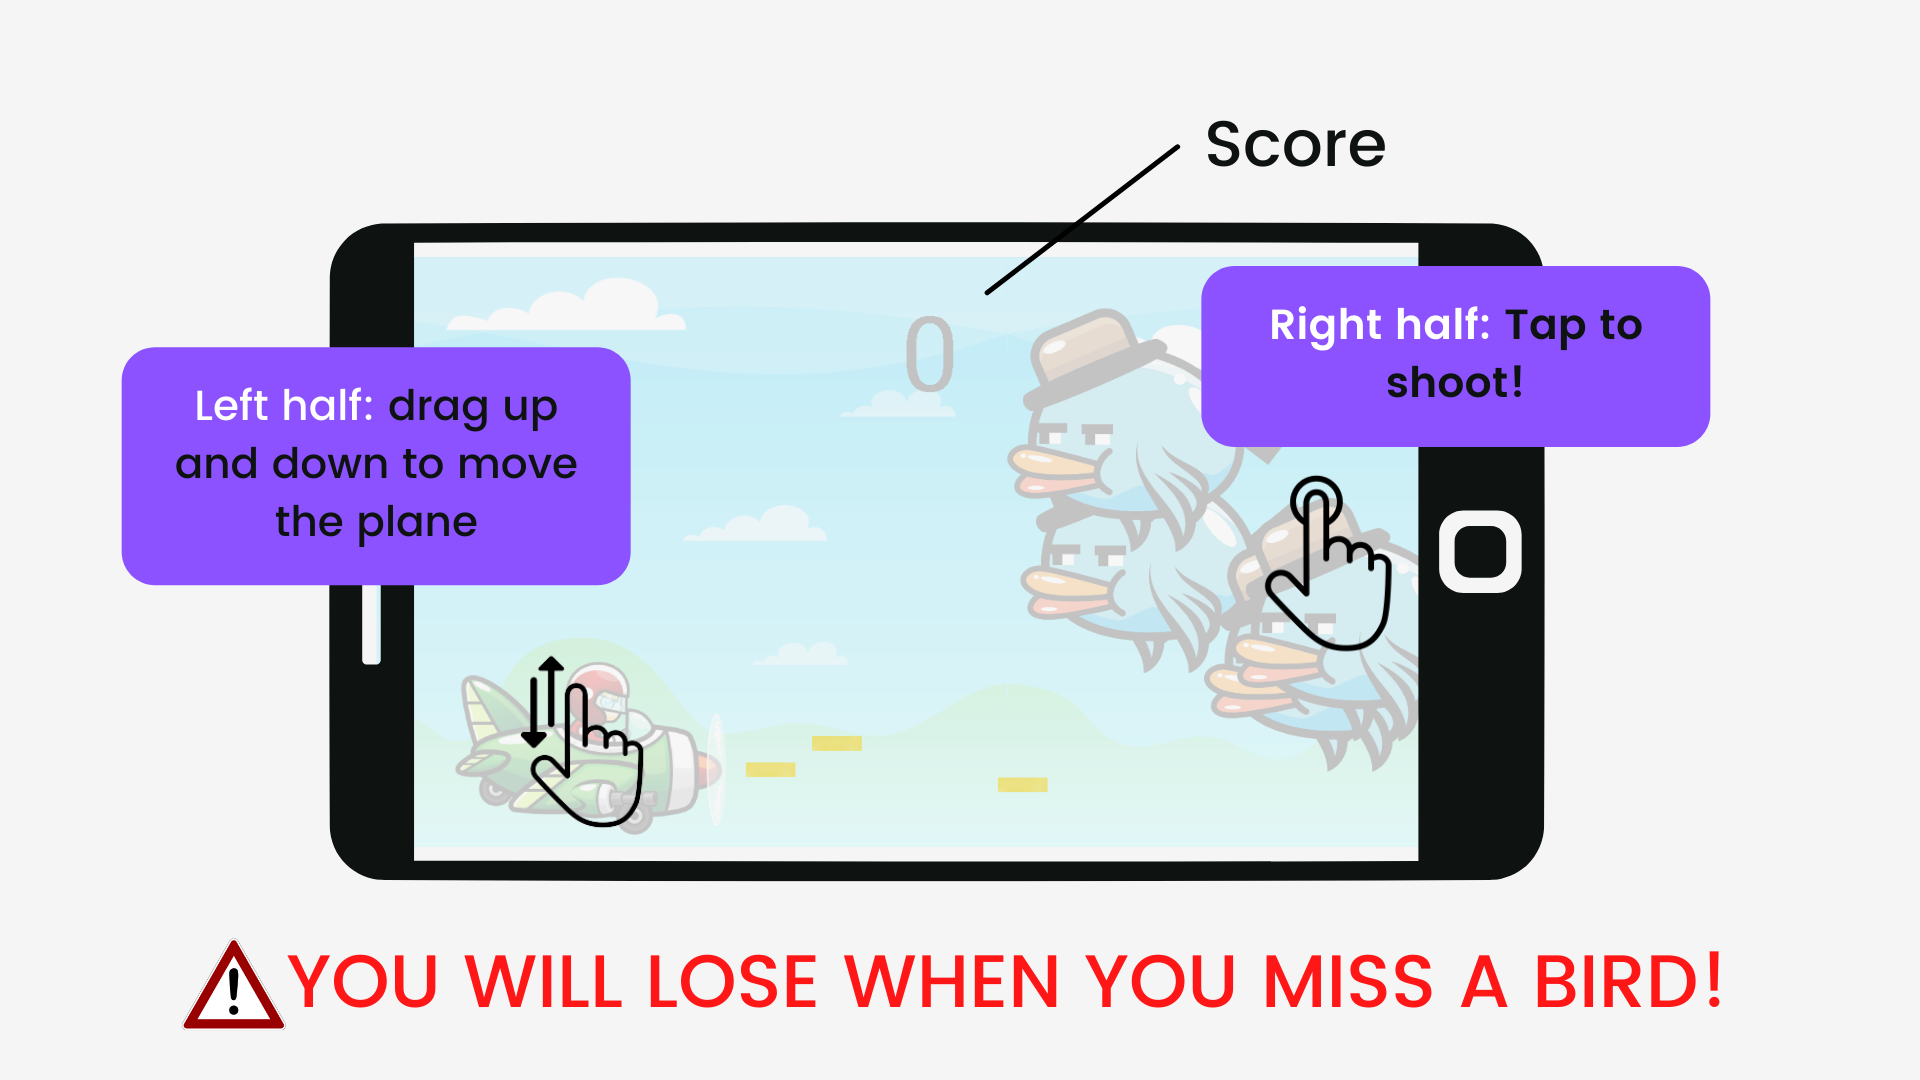 Score
0
Right half: Tap to
shoot!
Left half: drag up
and down to move
the plane
YOU WILL LOSE WHEN YOU MISS A BIRD!